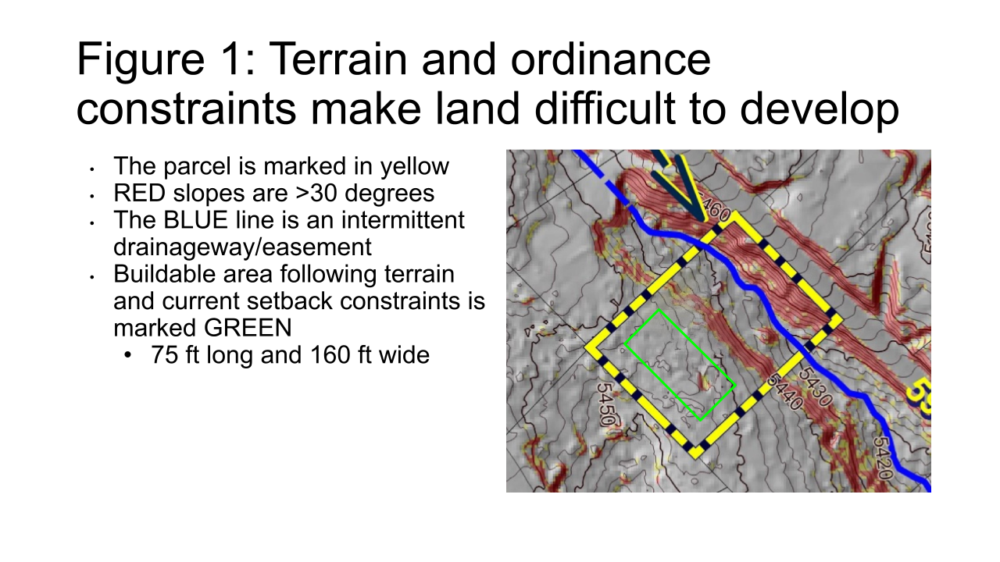 Figure 1: Terrain and ordinance
constraints make land difficult to develop
• The parcel is marked in yellow
• RED slopes are >30 degrees
• The BLUE line is an intermittent
drainageway/easement
• Buildable area following terrain
and current setback constraints is
marked GREEN
• 75 ft long and 160 ft wide
5460
5450
5440
5430
5420